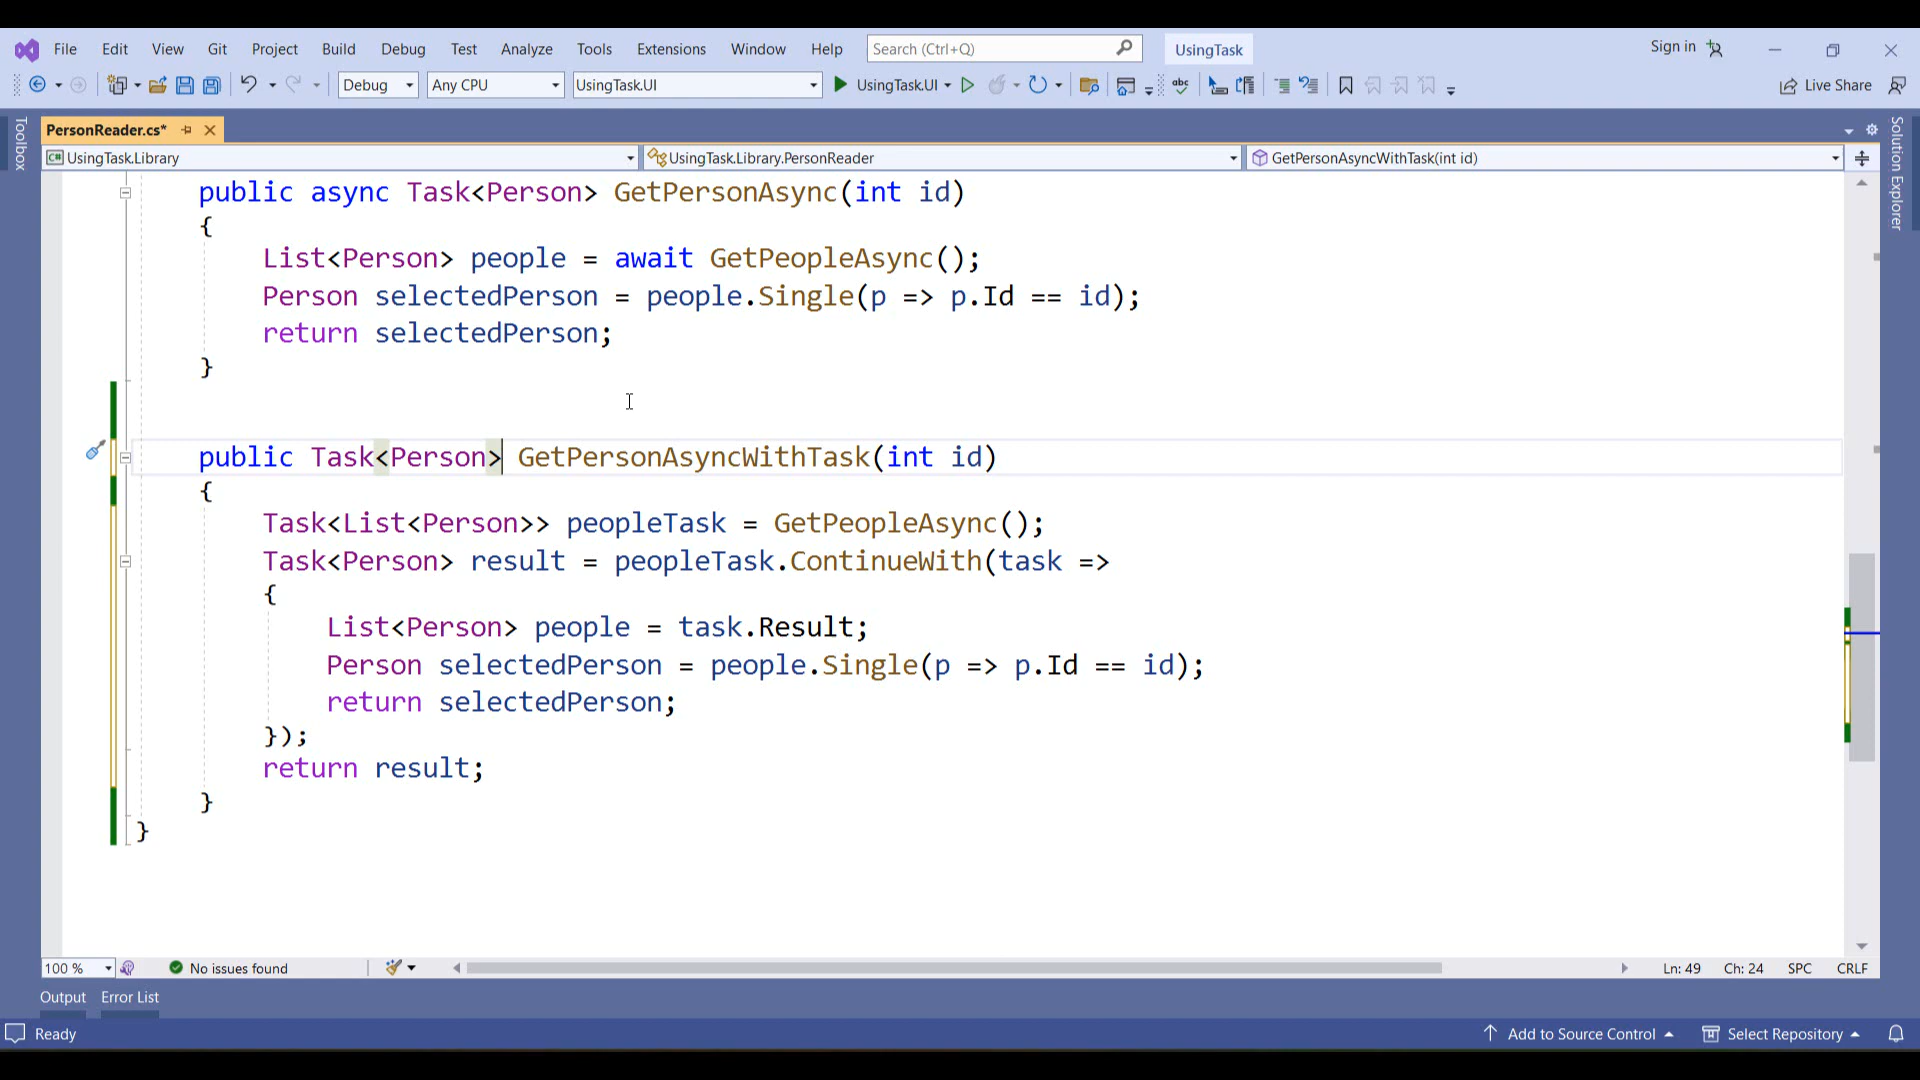 File Edit View Git Project Build Debug Test Analyze Tools Extensions Window Help Search (Ctrl+Q) UsingTask Sign in
Debug Any CPU UsingTask.UI UsingTask.UI abc Live Share
Toolbox
PersonReader.cs*
Solution Explorer
C# UsingTask.Library UsingTask.Library.PersonReader GetPersonAsyncWithTask(int id)
public async Task<Person> GetPersonAsync(int id)
{
List<Person> people = await GetPeopleAsync();
Person selectedPerson = people.Single(p => p.Id == id);
return selectedPerson;
}
public Task<Person> GetPersonAsyncWithTask(int id)
{
Task<List<Person>> peopleTask = GetPeopleAsync();
Task<Person> result = peopleTask.ContinueWith(task =>
{
List<Person> people = task.Result;
Person selectedPerson = people.Single(p => p.Id == id);
return selectedPerson;
});
return result;
}
}
100 % No issues found Ln: 49 Ch: 24 SPC CRLF
Output Error List
Ready Add to Source Control Select Repository